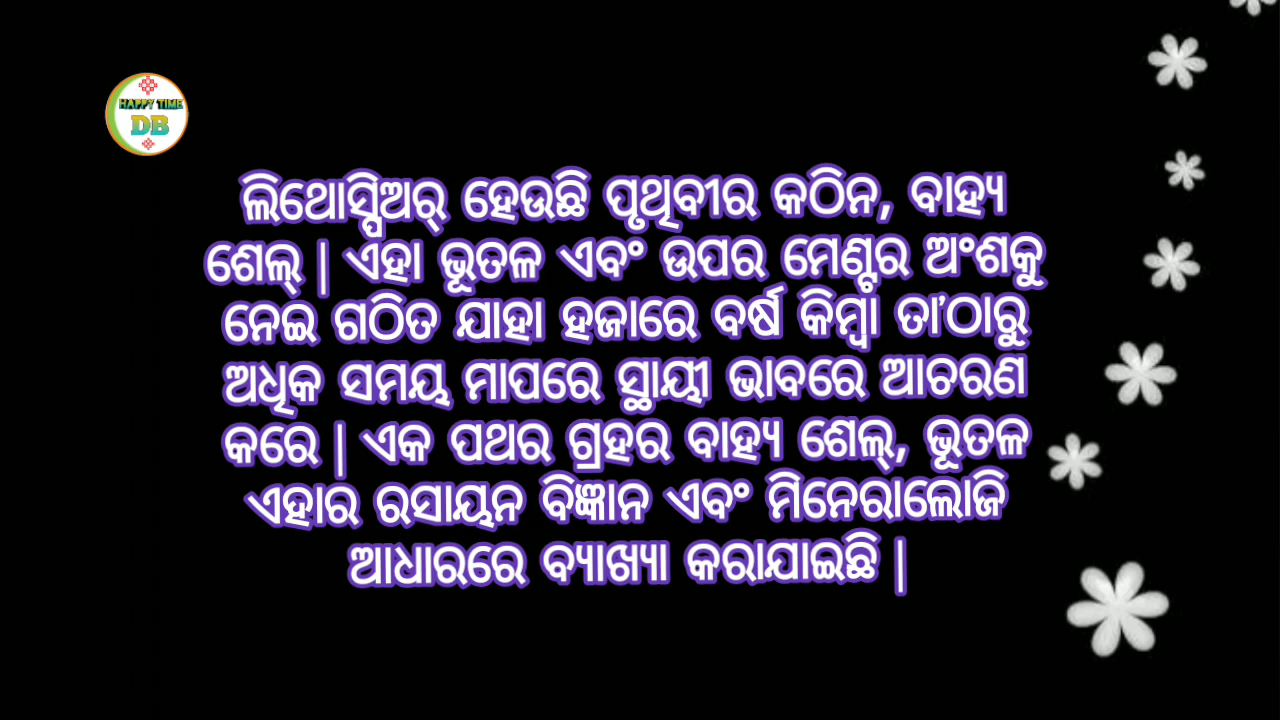 HAPPY TIME
DB
ଲିଥୋସ୍ପିଅର୍ ହେଉଛି ପୃଥିବୀର କଠିନ, ବାହ୍ୟ
ଶେଲ୍ | ଏହା ଭୂତଳ ଏବଂ ଉପର ମେଣ୍ଟର ଅଂଶକୁ
ନେଇ ଗଠିତ ଯାହା ହଜାରେ ବର୍ଷ କିମ୍ବା ତା'ଠାରୁ
ଅଧିକ ସମୟ ମାପରେ ସ୍ଥାୟୀ ଭାବରେ ଆଚରଣ
କରେ | ଏକ ପଥର ଗ୍ରହର ବାହ୍ୟ ଶେଲ୍, ଭୂତଳ
ଏହାର ରସାୟନ ବିଜ୍ଞାନ ଏବଂ ମିନେରାଲୋଜି
ଆଧାରରେ ବ୍ୟାଖ୍ୟା କରାଯାଇଛି |